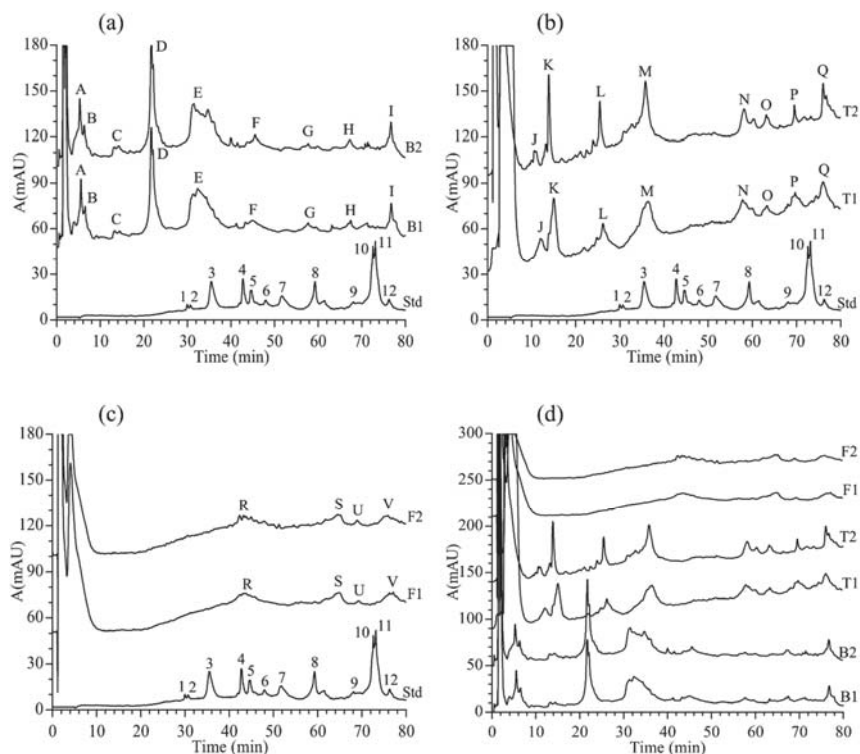 (a)
180
150
120
90
60
30
0
A(mAU)
A
B
C
D
E
F
G
H
I
B2
A
B
C
D
E
F
G
H
I
B1
1 2
3
4
5
6
7
8
9
10
11
12
Std
0 10 20 30 40 50 60 70 80
Time (min)
(b)
180
150
120
90
60
30
0
A(mAU)
J
K
L
M
N
O
P
Q
T2
J
K
L
M
N
O
P
Q
T1
1 2
3
4
5
6
7
8
9
10
11
12
Std
0 10 20 30 40 50 60 70 80
Time (min)
(c)
180
150
120
90
60
30
0
A(mAU)
R
S
U
V
F2
R
S
U
V
F1
1 2
3
4
5
6
7
8
9
10
11
12
Std
0 10 20 30 40 50 60 70 80
Time (min)
(d)
300
250
200
150
100
50
0
A(mAU)
F2
F1
T2
T1
B2
B1
0 10 20 30 40 50 60 70 80
Time (min)